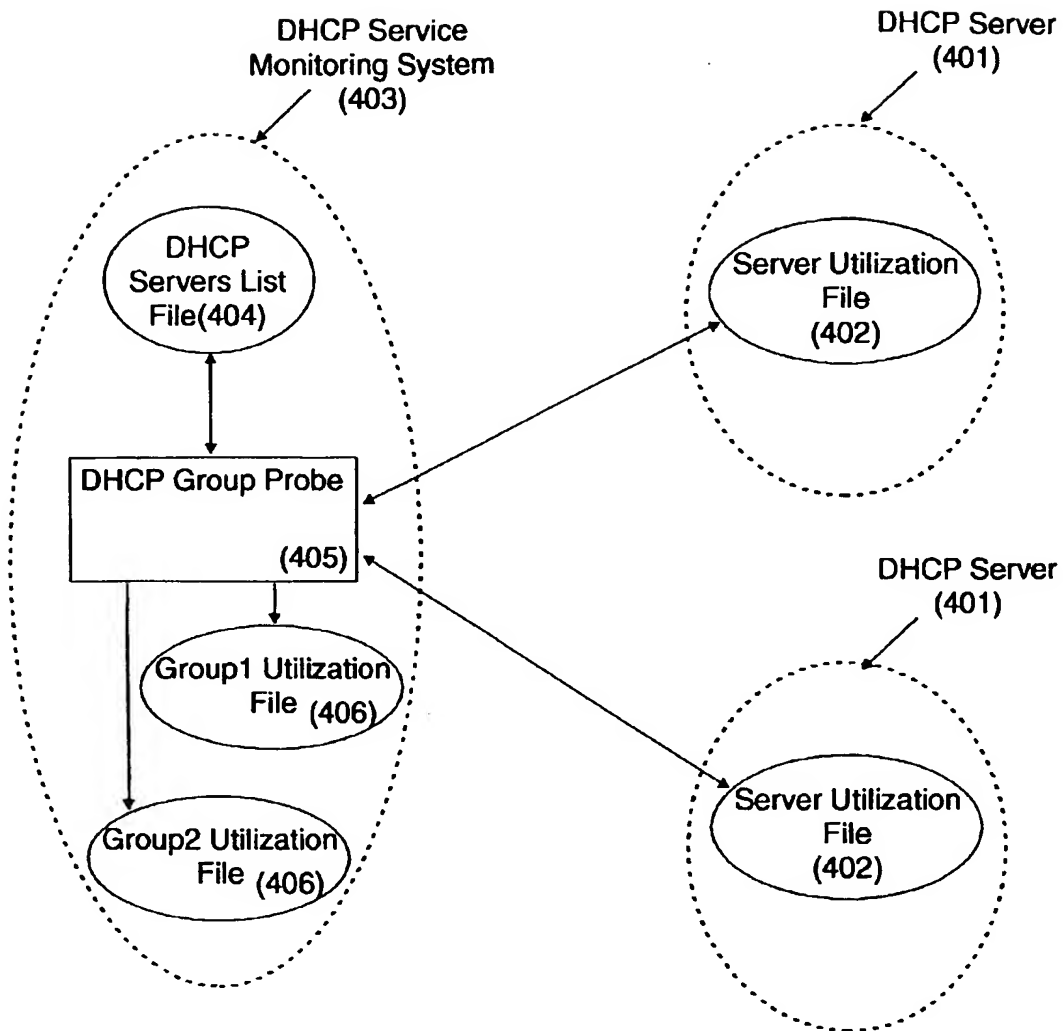 DHCP Service
Monitoring System
(403)
DHCP Server
(401)
DHCP
Servers List
File(404)
Server Utilization
File
(402)
DHCP Group Probe
(405)
DHCP Server
(401)
Group1 Utilization
File (406)
Server Utilization
File
(402)
Group2 Utilization
File (406)